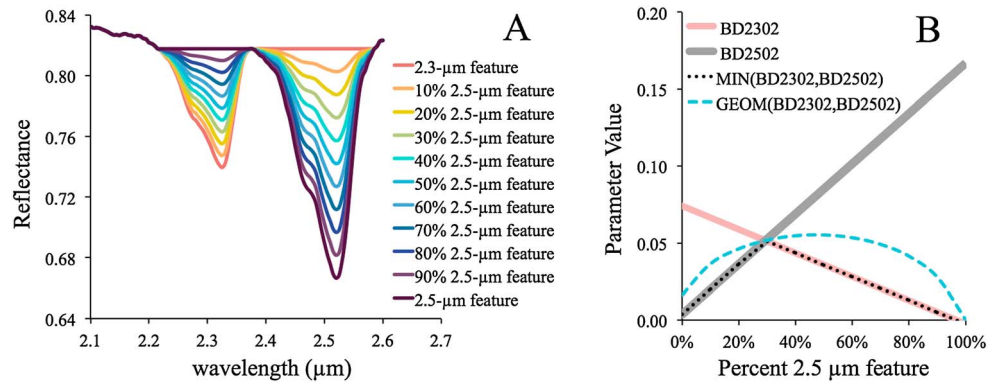 A
0.84
0.80
0.76
0.72
0.68
0.64
Reflectance
2.1
2.2
2.3
2.4
2.5
2.6
2.7
wavelength (µm)
2.3-µm feature
10% 2.5-µm feature
20% 2.5-µm feature
30% 2.5-µm feature
40% 2.5-µm feature
50% 2.5-µm feature
60% 2.5-µm feature
70% 2.5-µm feature
80% 2.5-µm feature
90% 2.5-µm feature
2.5-µm feature
B
0.20
0.15
0.10
0.05
0.00
Parameter Value
BD2302
BD2502
MIN(BD2302,BD2502)
GEOM(BD2302,BD2502)
0%
20%
40%
60%
80%
100%
Percent 2.5 µm feature